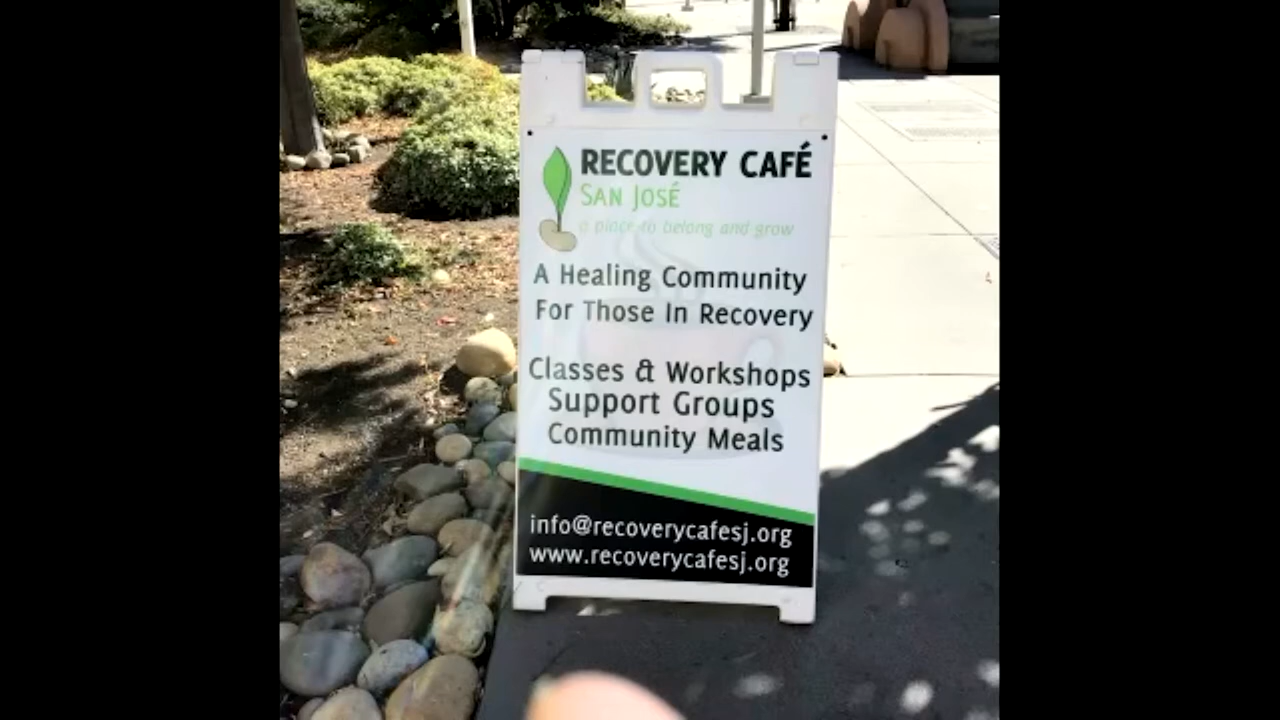 RECOVERY CAFÉ
SAN JOSÉ
a place to belong and grow
A Healing Community
For Those In Recovery
Classes & Workshops
Support Groups
Community Meals
info@recoverycafesj.org
www.recoverycafesj.org